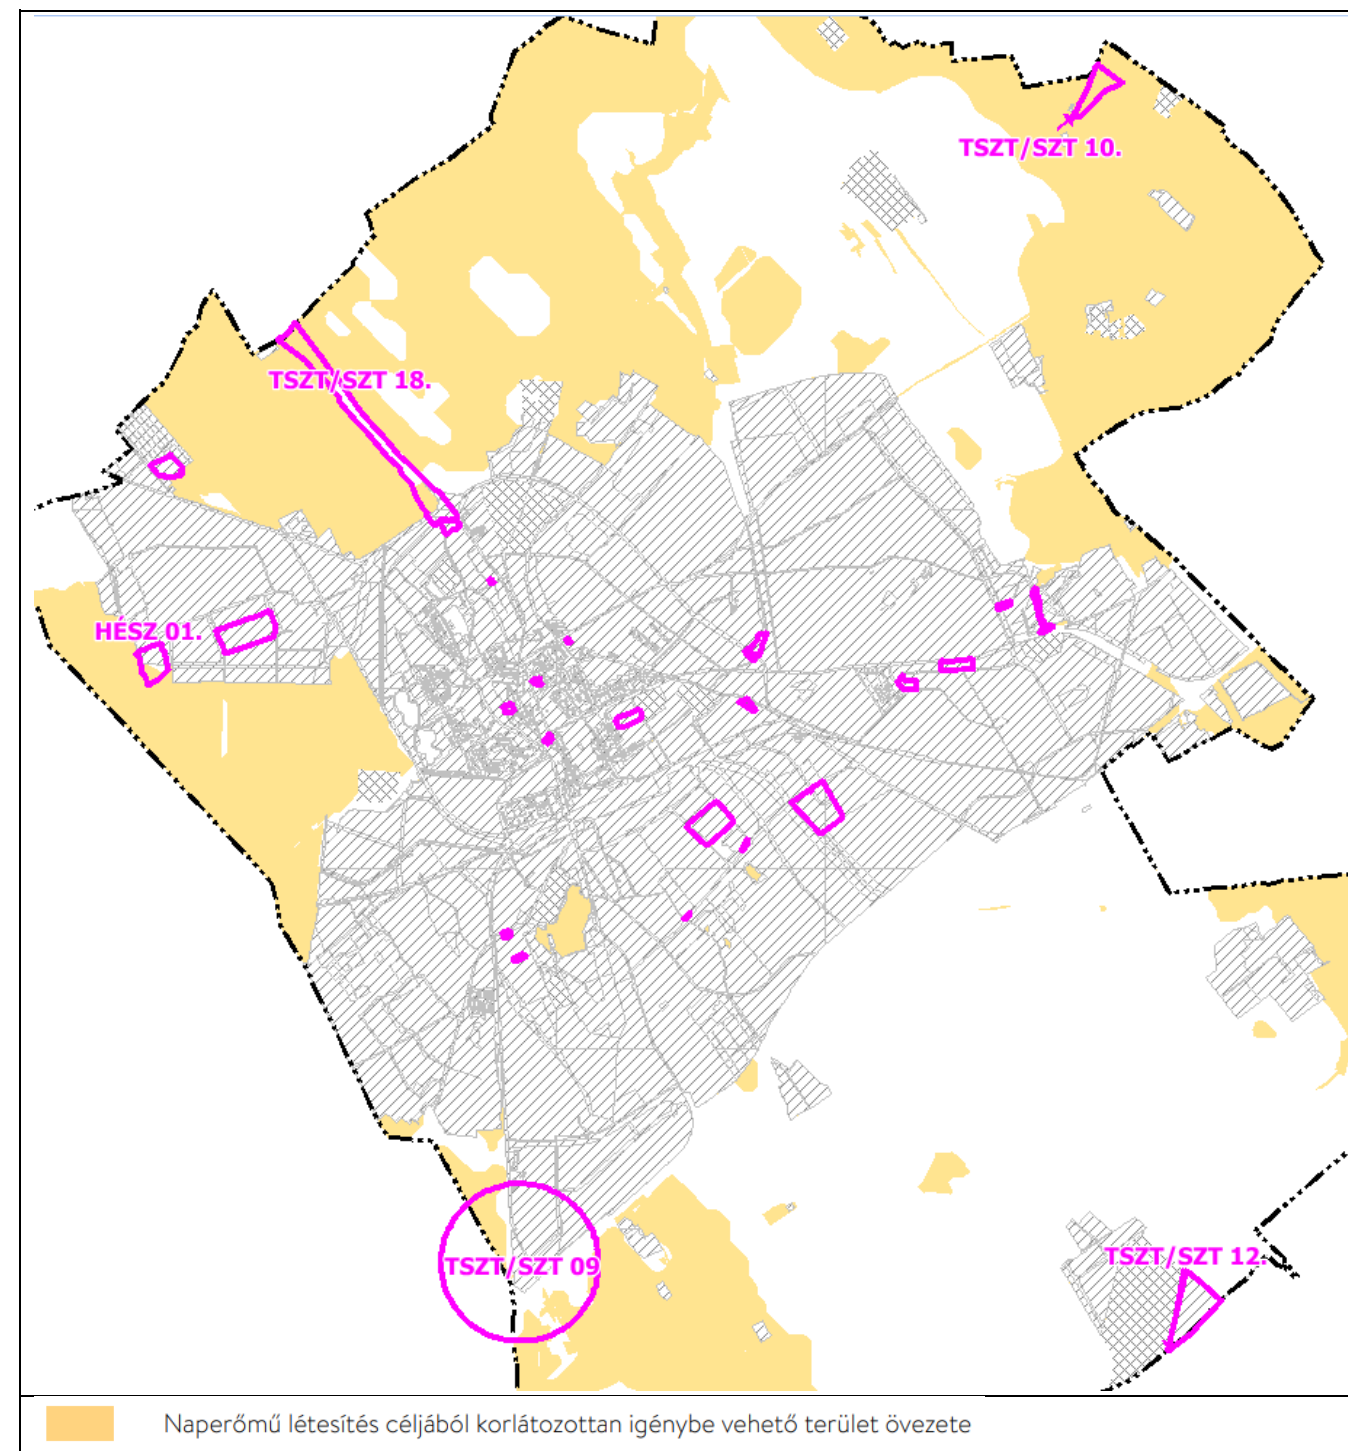 TSZT/SZT 10.
TSZT/SZT 18.
HÉSZ 01.
TSZT/SZT 12.
TSZT/SZT 09
Naperőmű létesítés céljából korlátozottan igénybe vehető terület övezete